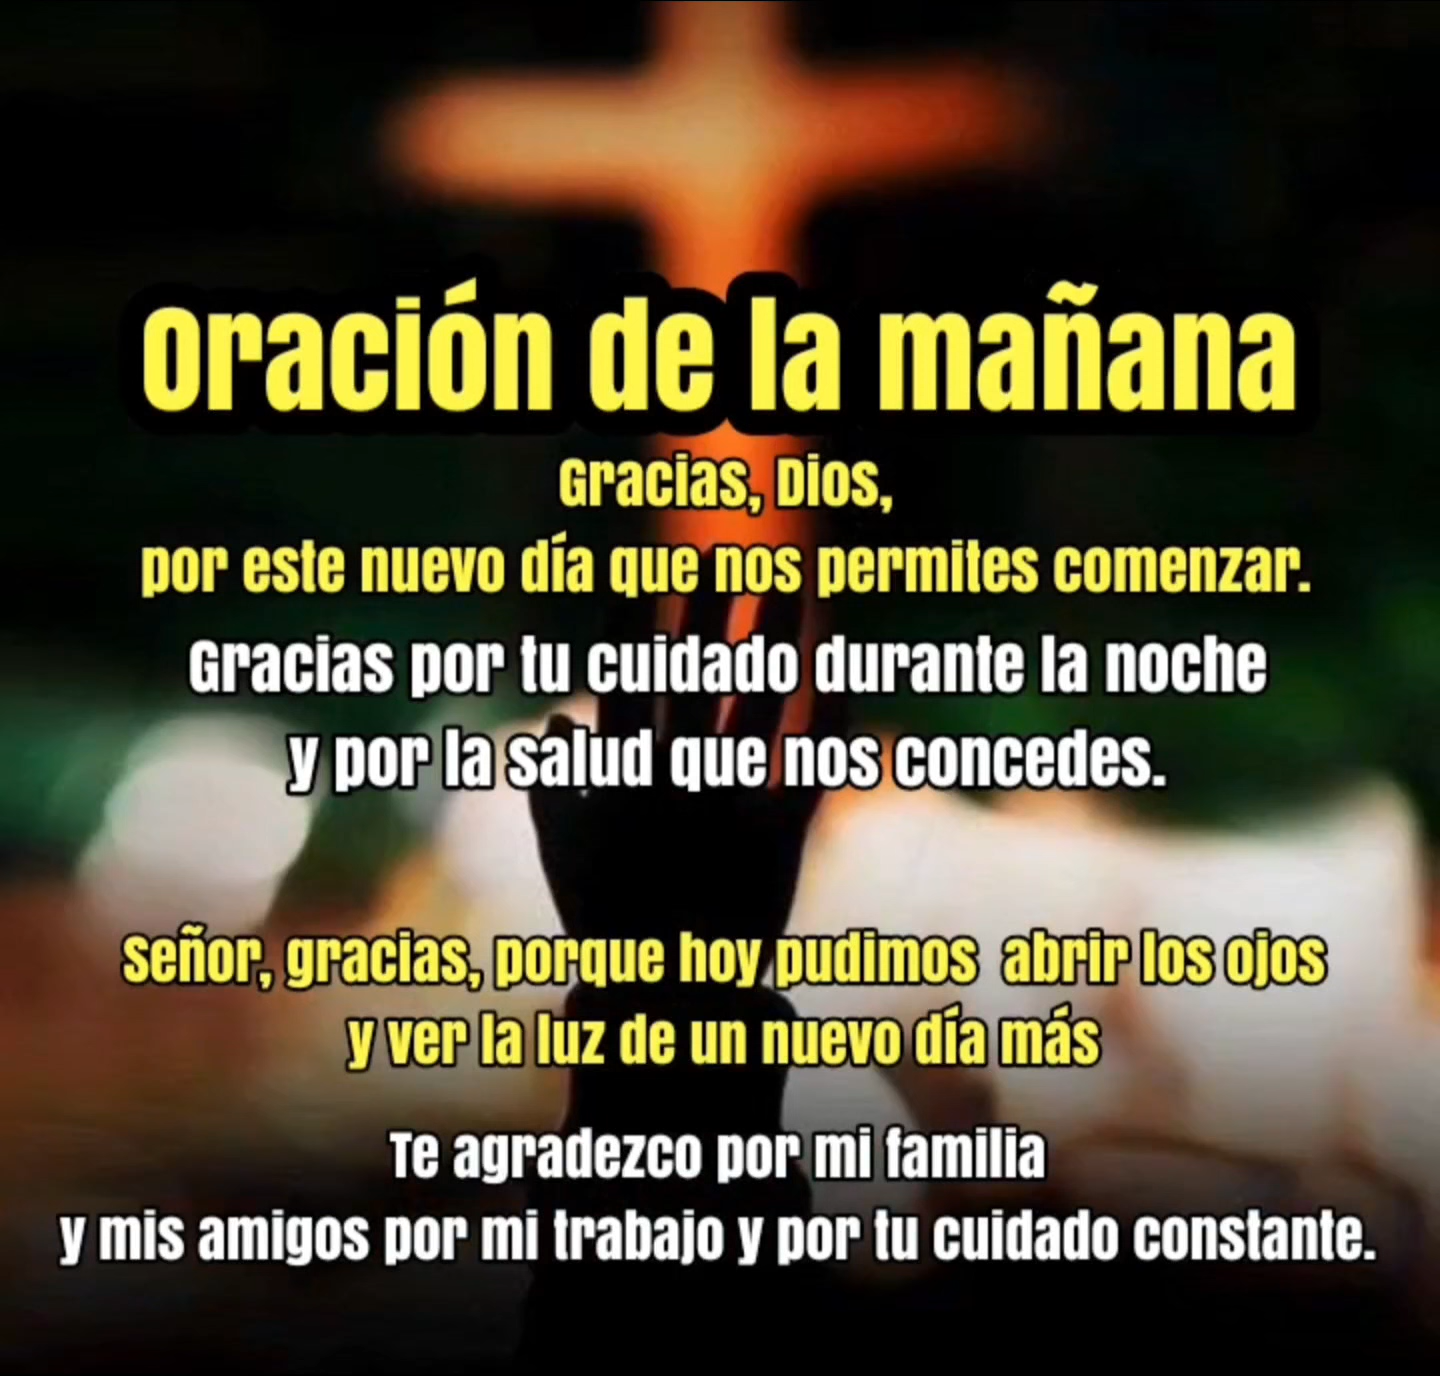 Oración de la mañana
Gracias, Dios,
por este nuevo día que nos permites comenzar.
Gracias por tu cuidado durante la noche
y por la salud que nos concedes.
Señor, gracias, porque hoy pudimos abrir los ojos
y ver la luz de un nuevo día más
Te agradezco por mi familia
y mis amigos por mi trabajo y por tu cuidado constante.